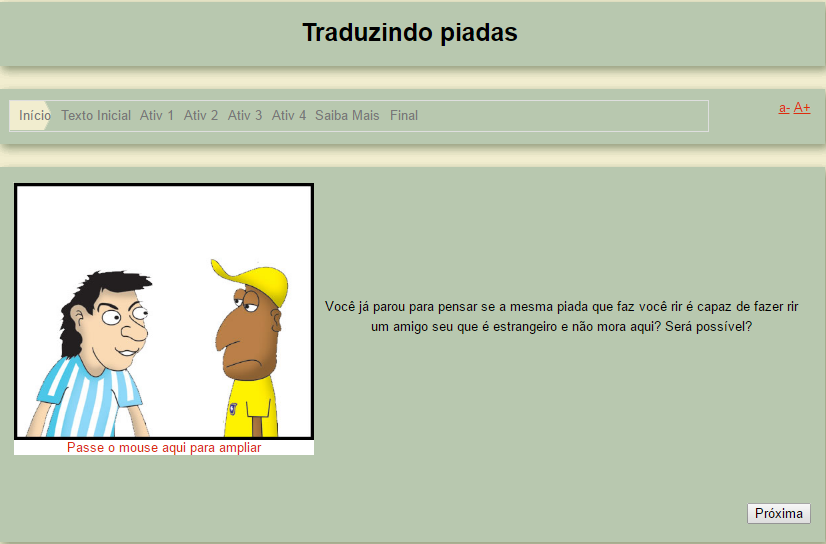 Traduzindo piadas
Início Texto Inicial Ativ 1 Ativ 2 Ativ 3 Ativ 4 Saiba Mais Final
a- A+
Você já parou para pensar se a mesma piada que faz você rir é capaz de fazer rir
um amigo seu que é estrangeiro e não mora aqui? Será possível?
Passe o mouse aqui para ampliar
Próxima